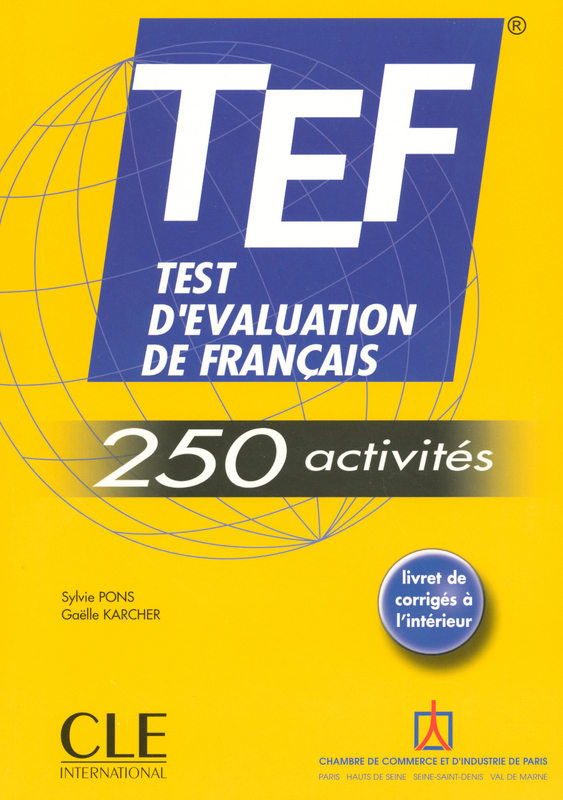 ®
TEF
TEST
D'EVALUATION
DE FRANÇAIS
250 activités
Sylvie PONS
Gaëlle KARCHER
livret de
corrigés à
l'intérieur
CLE
INTERNATIONAL
CHAMBRE DE COMMERCE ET D'INDUSTRIE DE PARIS
PARIS HAUTS DE SEINE SEINE-SAINT-DENIS VAL DE MARNE